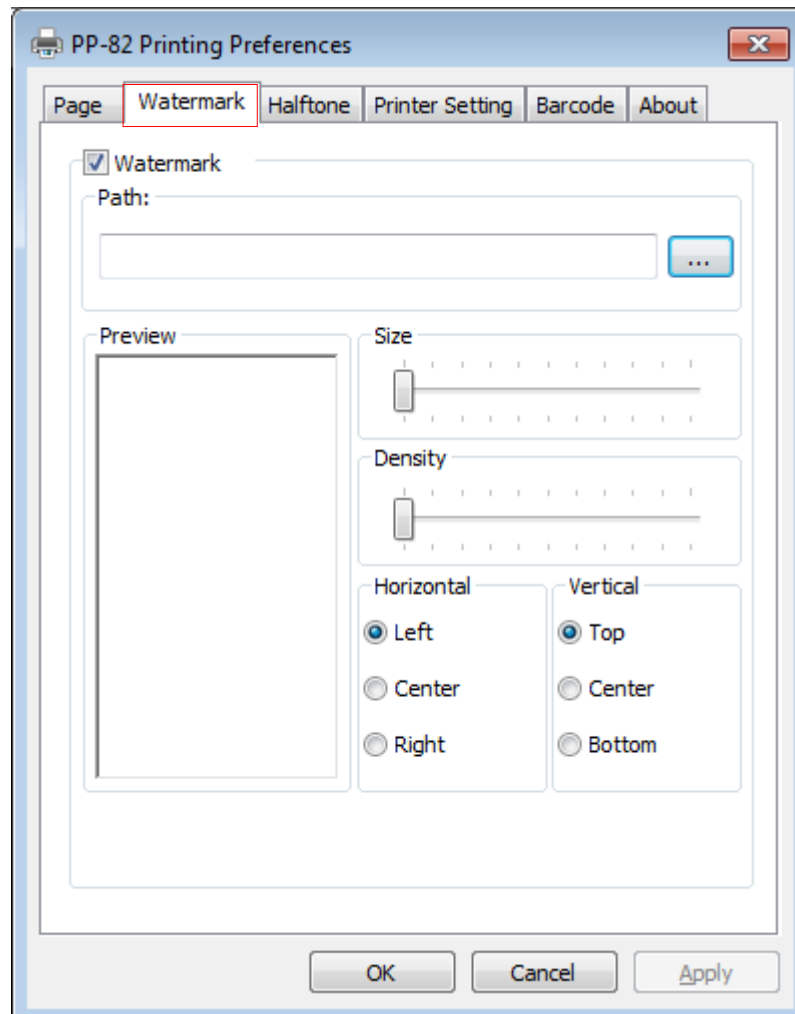 PP-82 Printing Preferences
Page Watermark Halftone Printer Setting Barcode About
Watermark
Path:
...
Preview
Size
Density
Horizontal Vertical
Left Top
Center Center
Right Bottom
OK Cancel Apply